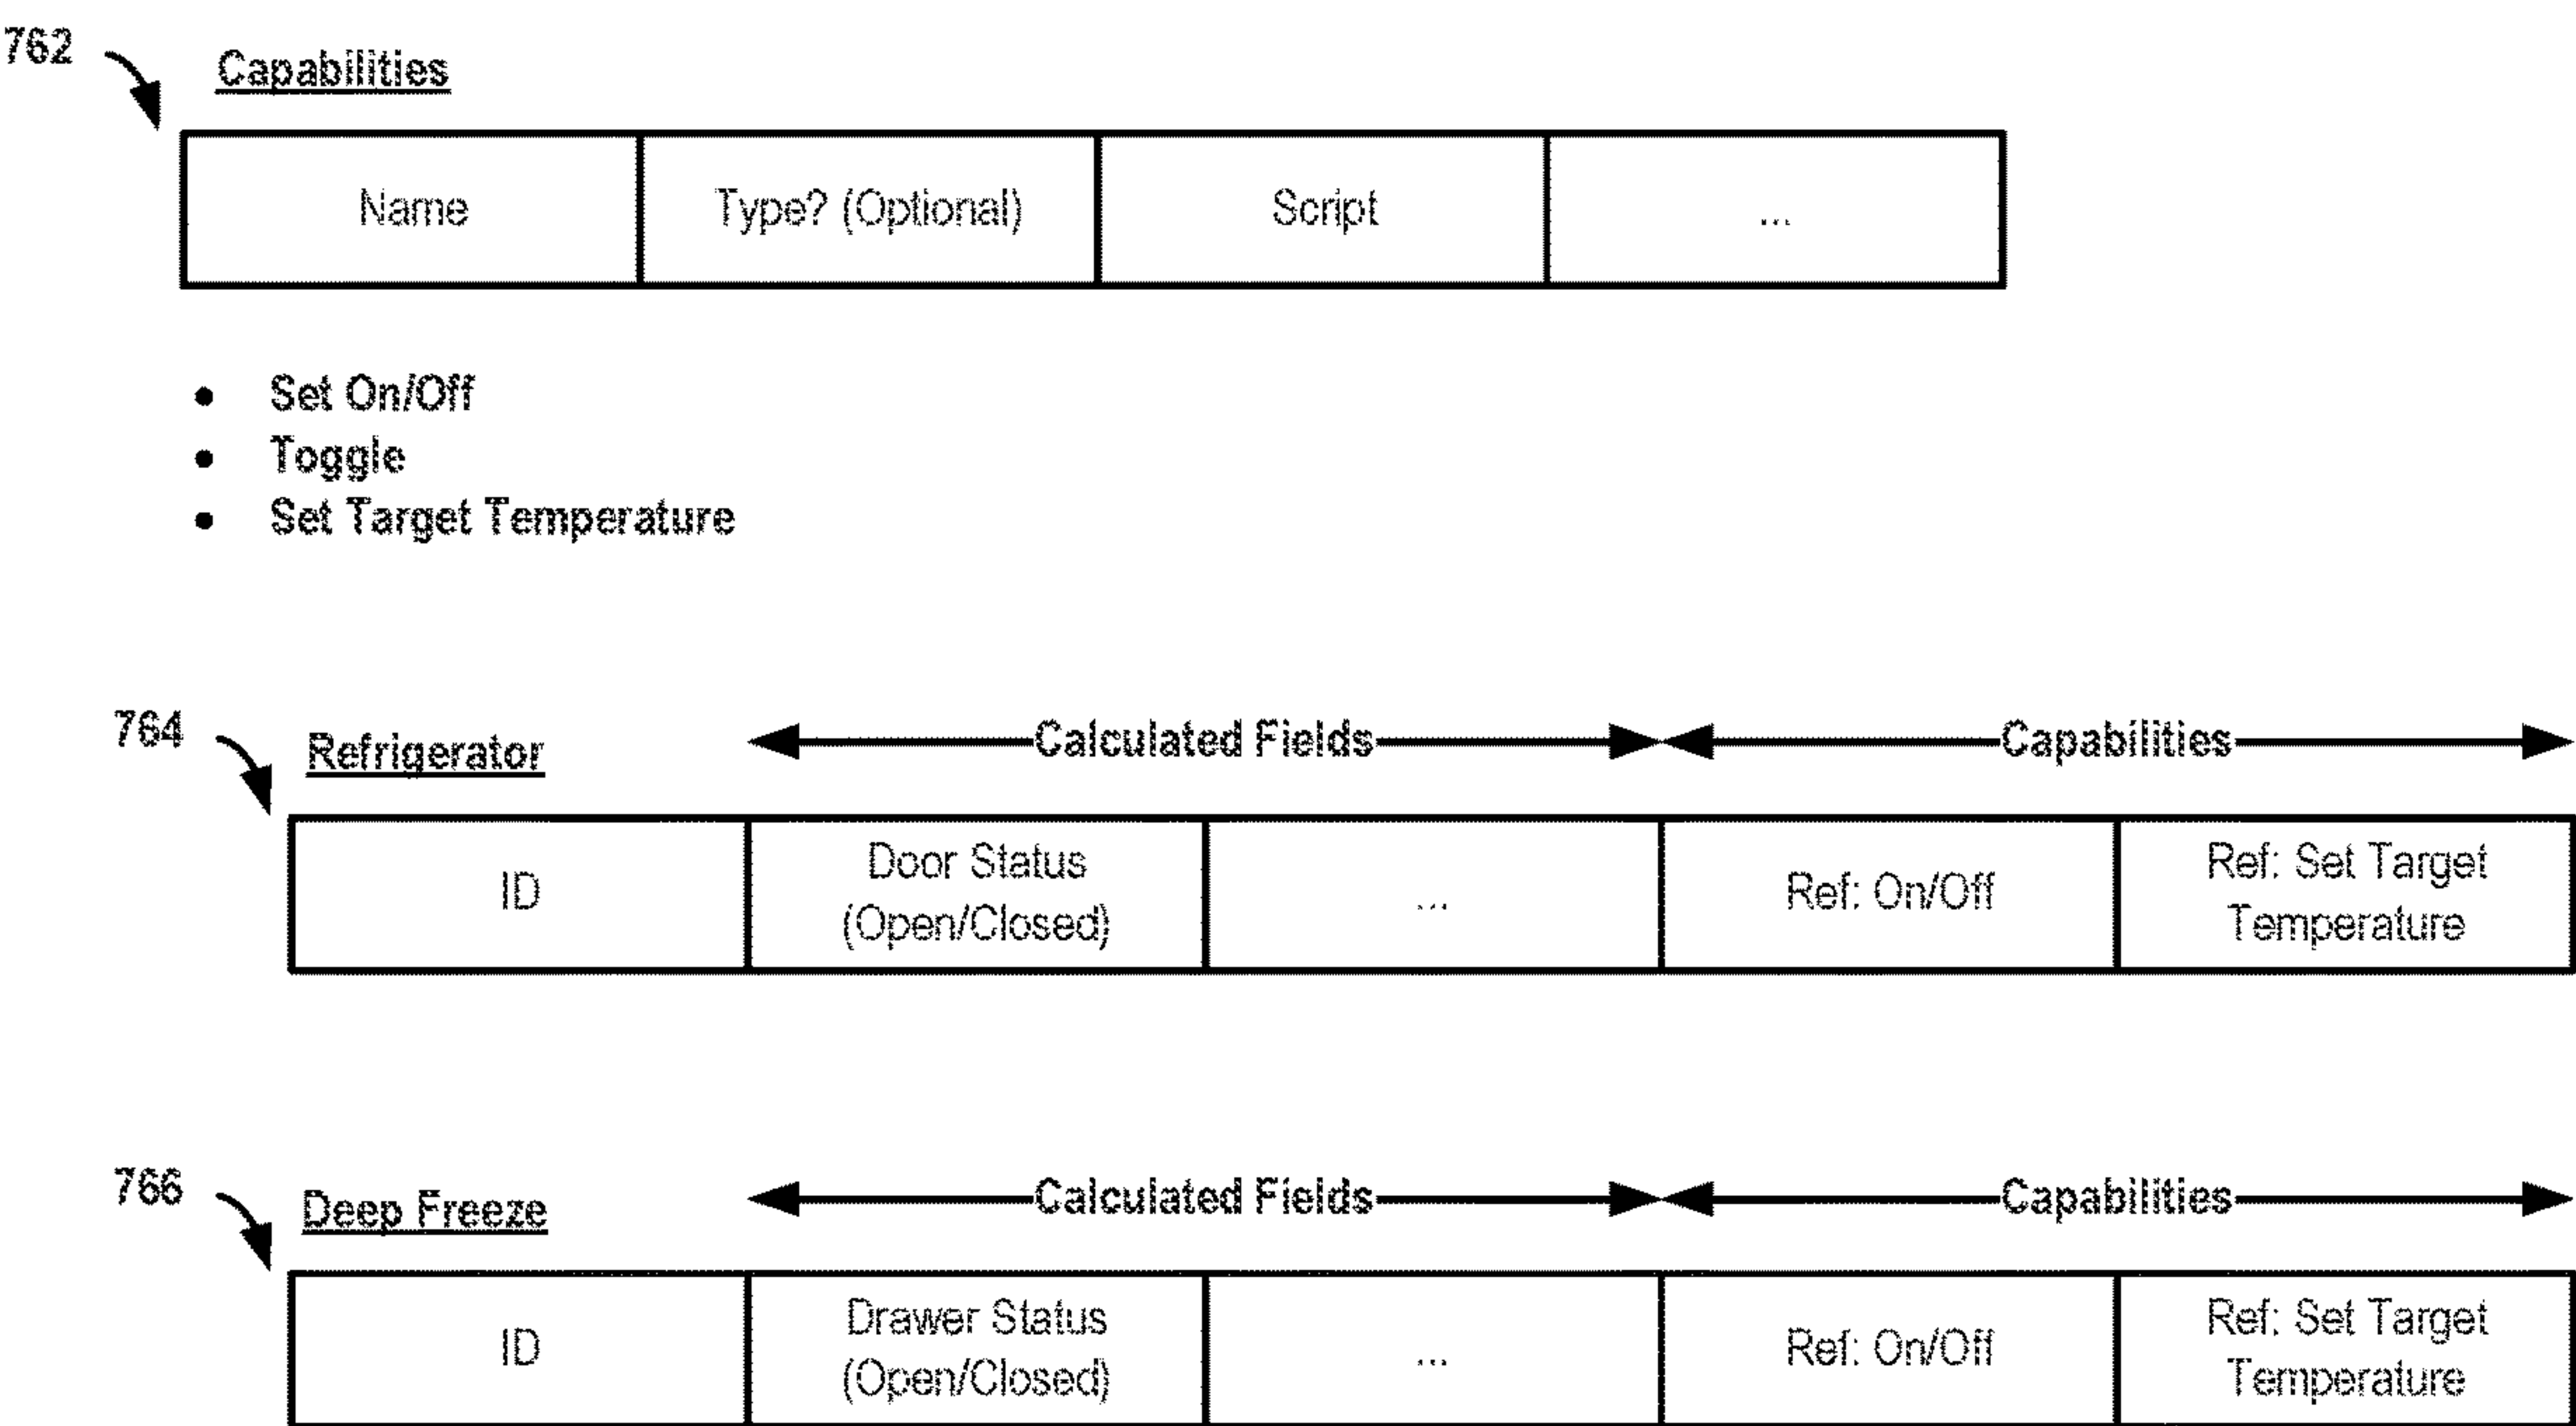 762
Capabilities
Name
Type? (Optional)
Script
...
• Set On/Off
• Toggle
• Set Target Temperature
764
Refrigerator
Calculated Fields
Capabilities
ID
Door Status
(Open/Closed)
...
Ref: On/Off
Ref: Set Target
Temperature
766
Deep Freeze
Calculated Fields
Capabilities
ID
Drawer Status
(Open/Closed)
...
Ref: On/Off
Ref: Set Target
Temperature